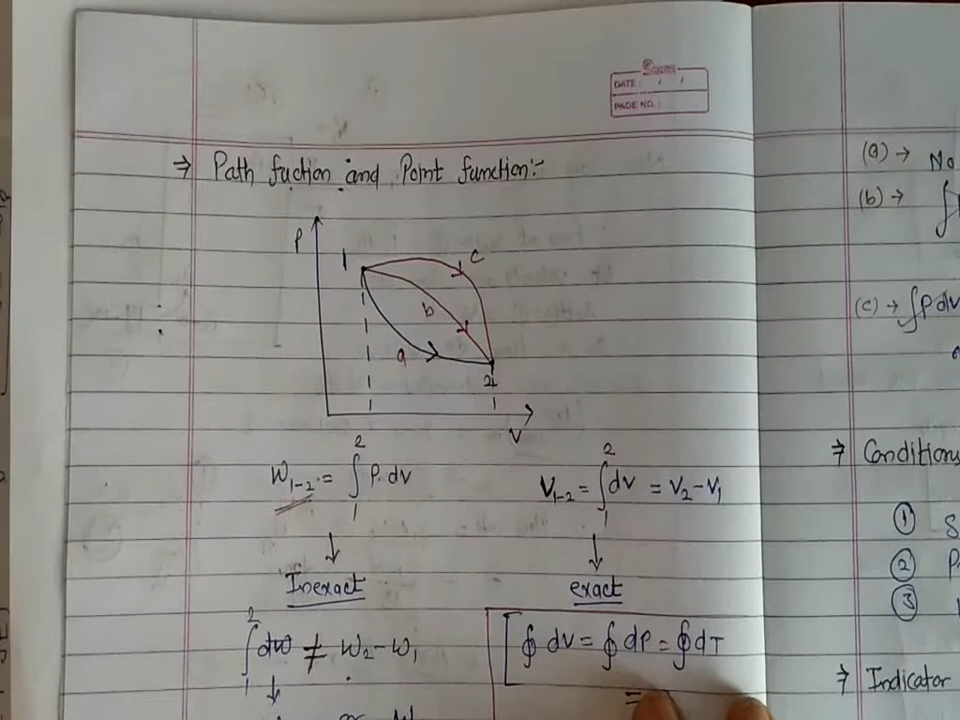 DATE :
PAGE NO. :
⇒ Path fuction and Point function:-
P
1
c
b
a
2
V
W₁₋₂ = ∫₁² P. dv
V₁₋₂ = ∫₁² dv = V₂-V₁
↓
↓
Inexact
exact
∫₁² dw ≠ W₂-W₁
∮ dv = ∮ dP = ∮ dT
↓
=
(a) → No
(b) → ∫
(c) → ∫Pdv
⇒ Conditions
①
②
③
⇒ Indicator